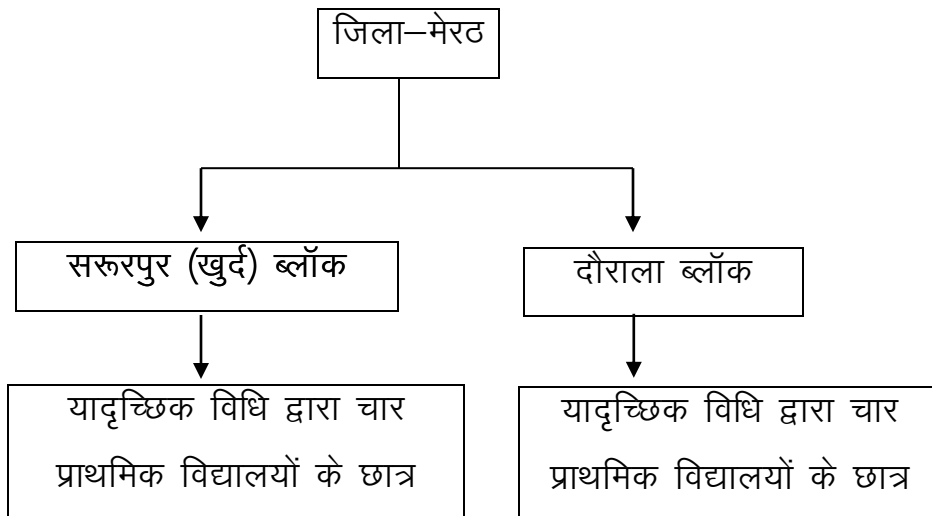 जिला–मेरठ
सरूरपुर (खुर्द) ब्लॉक
दौराला ब्लॉक
यादृच्छिक विधि द्वारा चार
प्राथमिक विद्यालयों के छात्र
यादृच्छिक विधि द्वारा चार
प्राथमिक विद्यालयों के छात्र